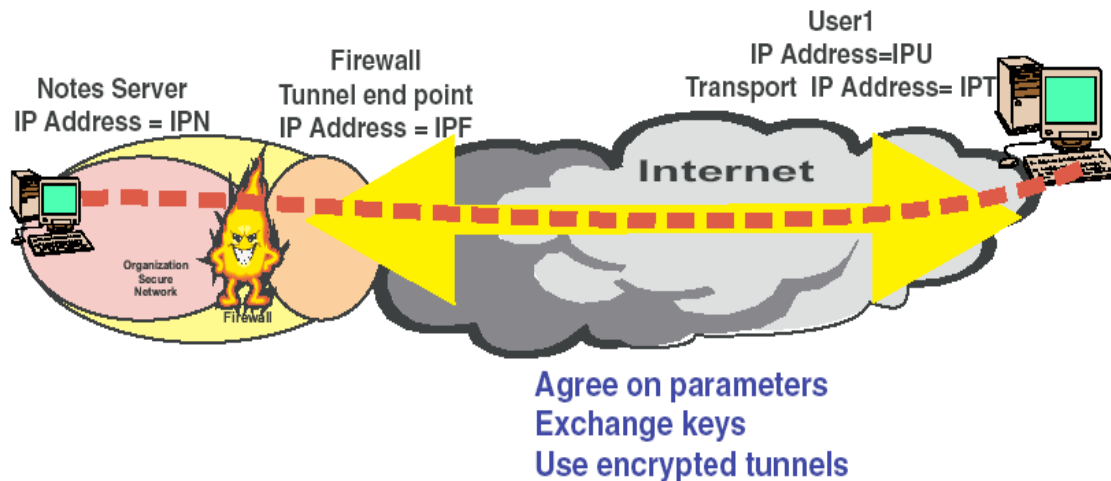 User1
IP Address=IPU
Transport IP Address= IPT
Firewall
Tunnel end point
IP Address = IPF
Notes Server
IP Address = IPN
Internet
Organization
Secure
Network
Firewall
Agree on parameters
Exchange keys
Use encrypted tunnels